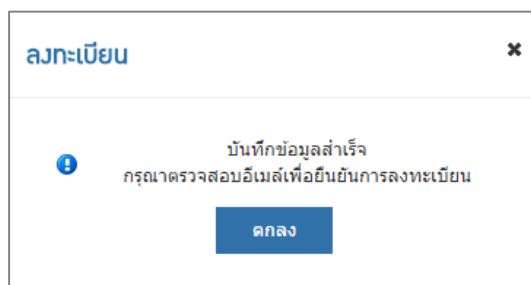 ลงทะเบียน
บันทึกข้อมูลสำเร็จ
กรุณาตรวจสอบอีเมล์เพื่อยืนยันการลงทะเบียน
ตกลง